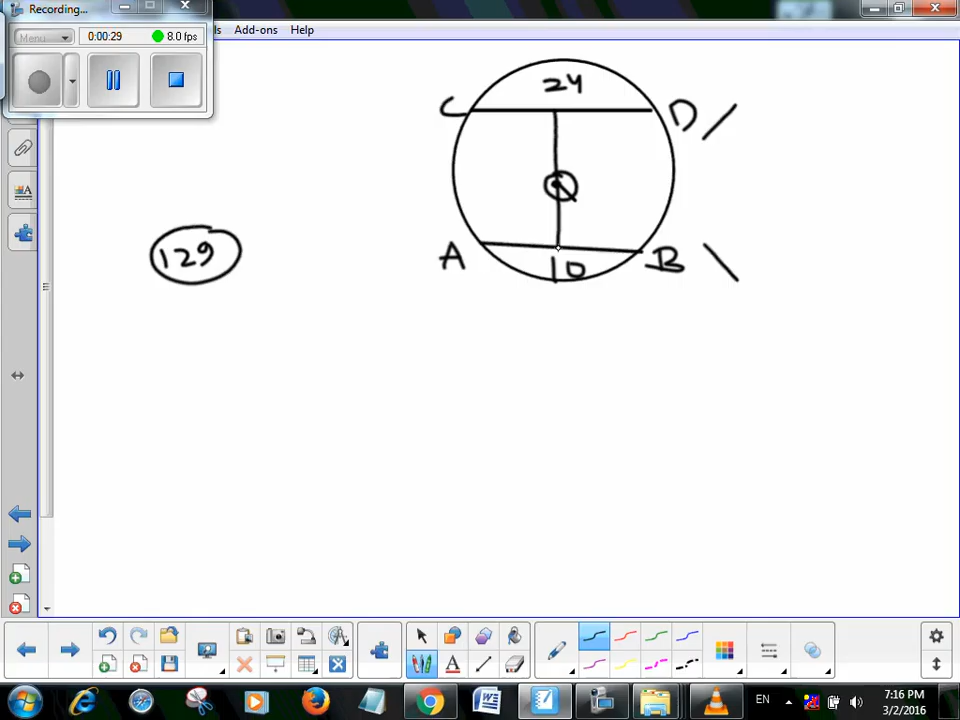 Recording...
Menu
0:00:29
8.0 fps
ls Add-ons Help
24
C
D /
129
A
10
B \
EN
7:16 PM
3/2/2016